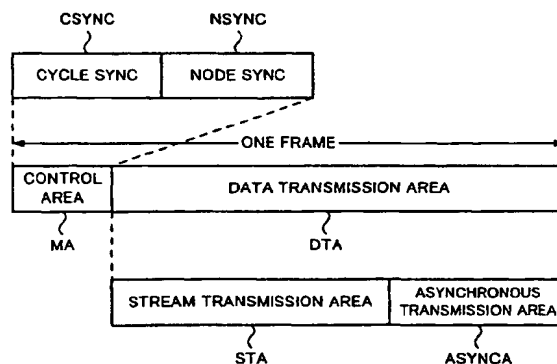 CSYNC NSYNC
CYCLE SYNC NODE SYNC
ONE FRAME
CONTROL AREA DATA TRANSMISSION AREA
MA DTA
STREAM TRANSMISSION AREA ASYNCHRONOUS TRANSMISSION AREA
STA ASYNCA